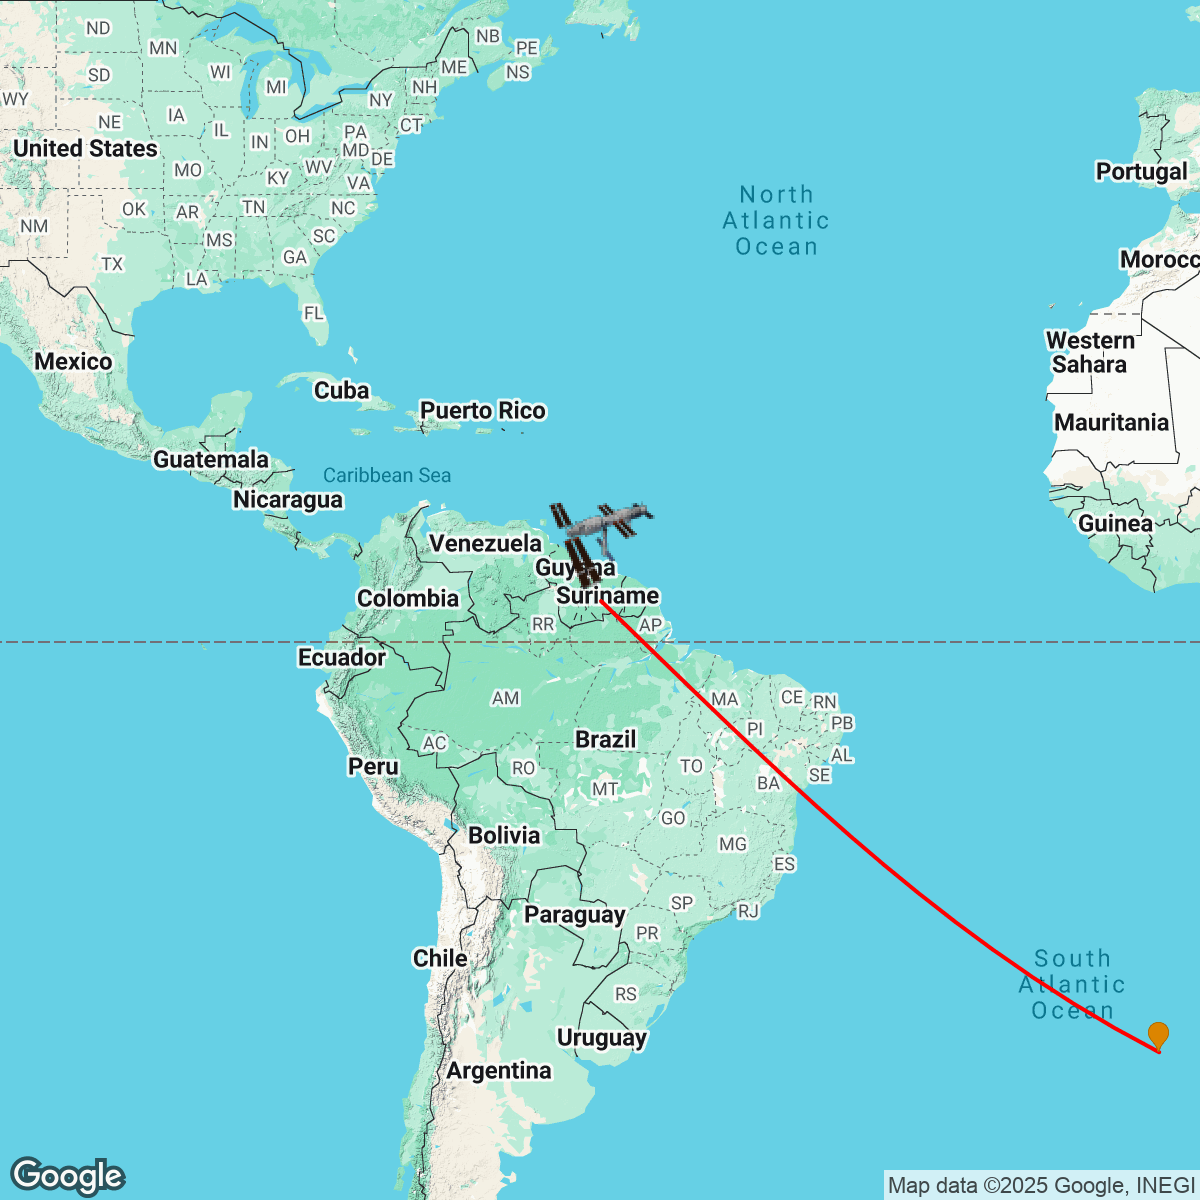 ND
MN
NB
PE
ME
NS
SD
WI
MI
NH
WY
NY
IA
NE
IL
IN
OH
PA
CT
United States
MD
DE
MO
WV
KY
VA
Portugal
OK
AR
TN
NC
North
Atlantic
Ocean
NM
MS
SC
GA
TX
LA
Morocc
FL
Western
Sahara
Mexico
Cuba
Puerto Rico
Mauritania
Guatemala
Caribbean Sea
Nicaragua
Guinea
Venezuela
Guyana
Colombia
Suriname
RR
AP
Ecuador
AM
MA
CE
RN
PI
PB
AC
Brazil
AL
Peru
RO
TO
SE
MT
BA
GO
Bolivia
MG
ES
SP
RJ
Paraguay
PR
Chile
South
Atlantic
Ocean
RS
Uruguay
Argentina
Google
Map data ©2025 Google, INEGI